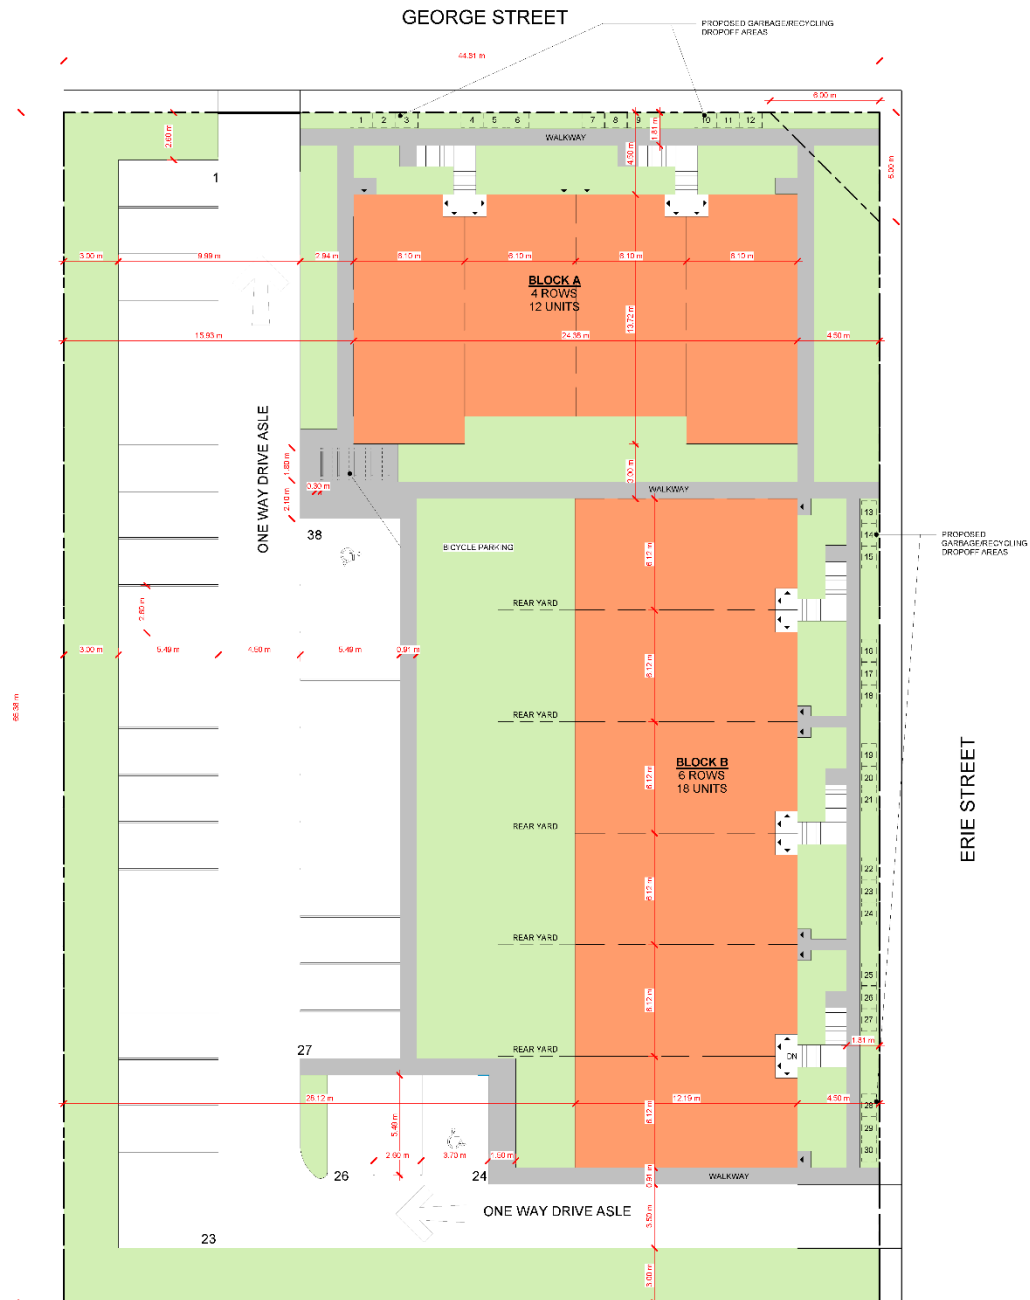 GEORGE STREET
PROPOSED GARBAGE/RECYCLING
DROPOFF AREAS
44.81 m
6.00 m
1 2 3 4 5 6 7 8 9 10 11 12
WALKWAY
2.60 m
4.50 m
1.81 m
1
3.00 m 9.99 m 2.94 m 6.10 m 6.10 m 6.10 m 6.10 m
BLOCK A
4 ROWS
12 UNITS
13.72 m
15.93 m 24.38 m 4.50 m
ONE WAY DRIVE ASLE
1.80 m
0.30 m
2.10 m
3.00 m
WALKWAY
38
BICYCLE PARKING
13
14
15
PROPOSED
GARBAGE/RECYCLING
DROPOFF AREAS
6.12 m
REAR YARD
2.60 m
3.00 m 5.49 m 4.50 m 5.49 m 0.91 m
6.12 m
16
17
18
66.38 m
REAR YARD
6.12 m
BLOCK B
6 ROWS
18 UNITS
19
20
21
ERIE STREET
REAR YARD
6.12 m
22
23
24
REAR YARD
6.12 m
25
26
27
1.81 m
27
REAR YARD
DN
26.12 m 12.19 m 4.50 m
6.12 m
28
29
30
5.49 m
2.60 m 3.70 m 1.50 m
26
24
WALKWAY
0.91 m
ONE WAY DRIVE ASLE
3.50 m
23
3.00 m